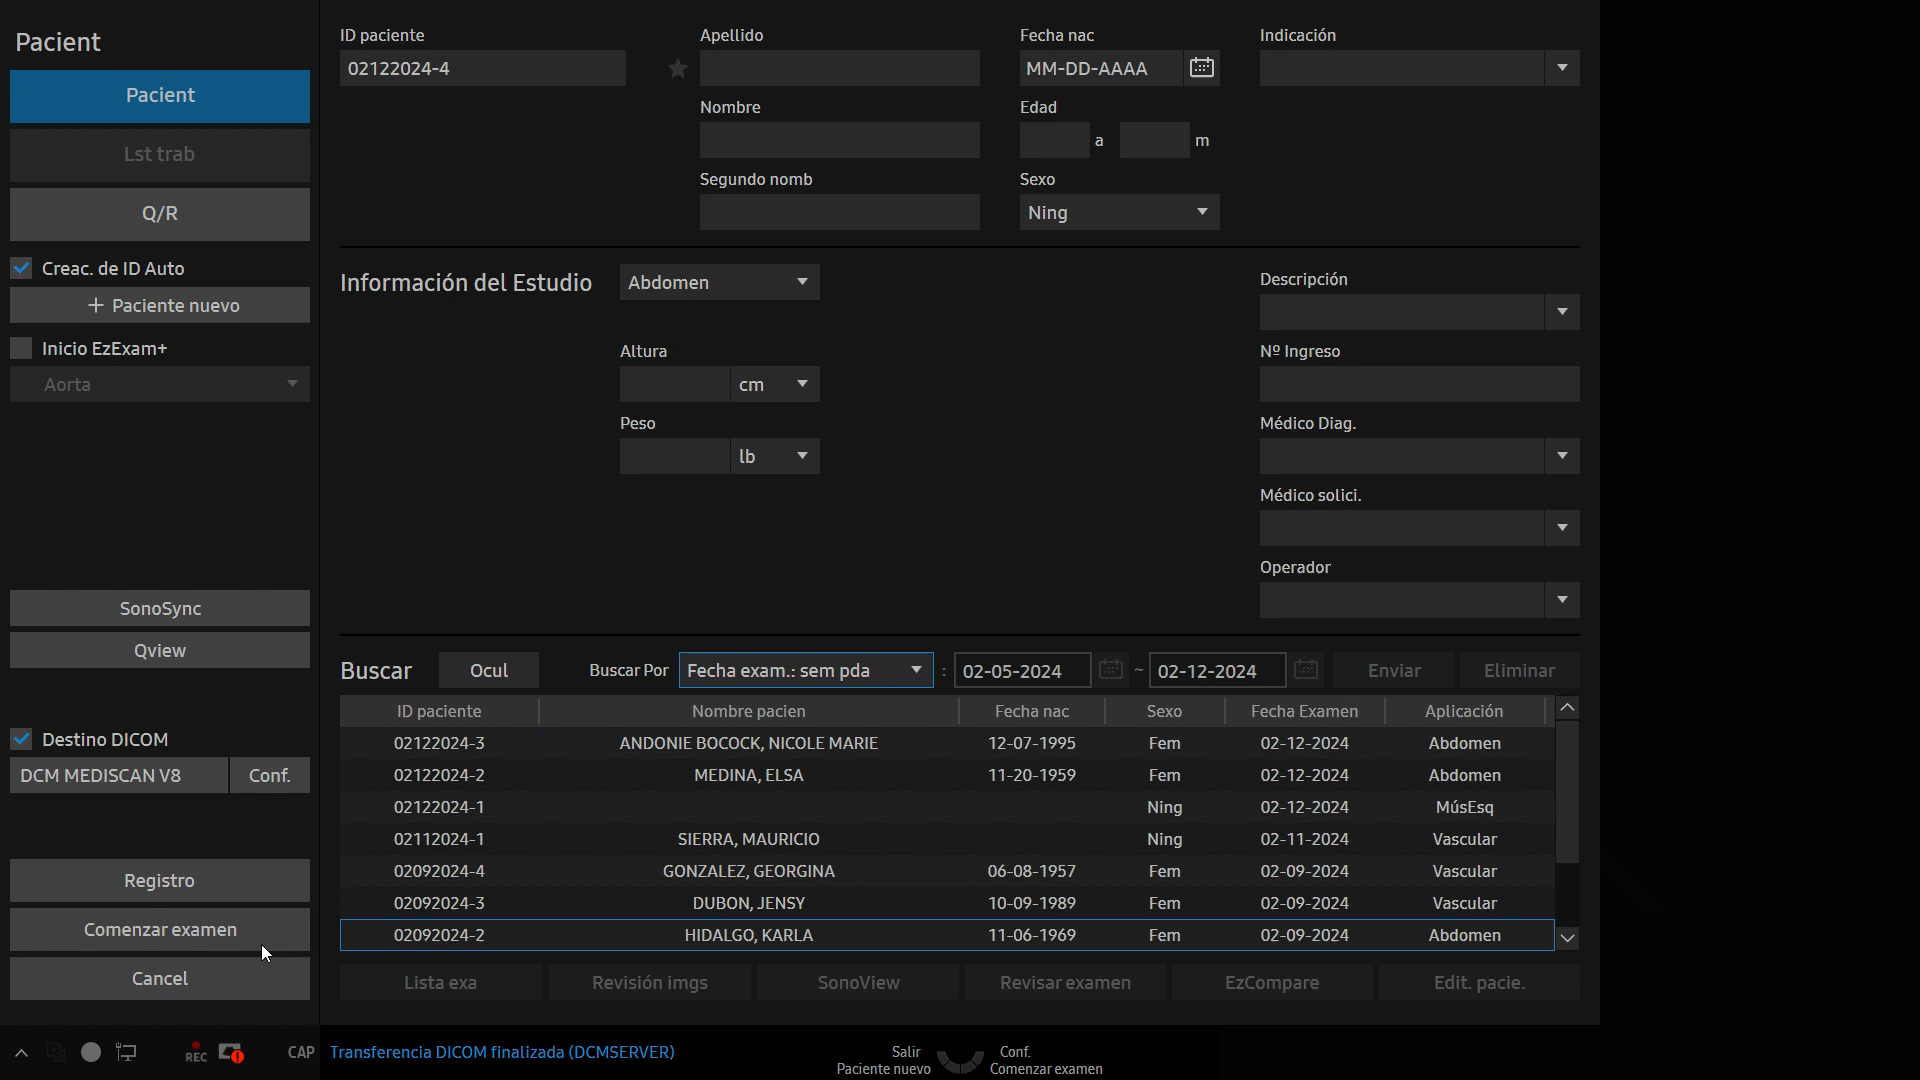 Pacient
Pacient
Lst trab
Q/R
Creac. de ID Auto
+ Paciente nuevo
Inicio EzExam+
Aorta
SonoSync
Qview
Destino DICOM
DCM MEDISCAN V8 Conf.
Registro
Comenzar examen
Cancel
ID paciente
02122024-4
Apellido
Nombre
Segundo nomb
Fecha nac
MM-DD-AAAA
Edad
a m
Sexo
Ning
Indicación
Información del Estudio Abdomen
Altura
cm
Peso
lb
Descripción
Nº Ingreso
Médico Diag.
Médico solici.
Operador
Buscar Ocul Buscar Por Fecha exam.: sem pda : 02-05-2024 ~ 02-12-2024 Enviar Eliminar
ID paciente Nombre pacien Fecha nac Sexo Fecha Examen Aplicación
02122024-3 ANDONIE BOCOCK, NICOLE MARIE 12-07-1995 Fem 02-12-2024 Abdomen
02122024-2 MEDINA, ELSA 11-20-1959 Fem 02-12-2024 Abdomen
02122024-1 Ning 02-12-2024 MúsEsq
02112024-1 SIERRA, MAURICIO Ning 02-11-2024 Vascular
02092024-4 GONZALEZ, GEORGINA 06-08-1957 Fem 02-09-2024 Vascular
02092024-3 DUBON, JENSY 10-09-1989 Fem 02-09-2024 Vascular
02092024-2 HIDALGO, KARLA 11-06-1969 Fem 02-09-2024 Abdomen
Lista exa Revisión imgs SonoView Revisar examen EzCompare Edit. pacie.
REC CAP Transferencia DICOM finalizada (DCMSERVER)
Salir Conf.
Paciente nuevo Comenzar examen